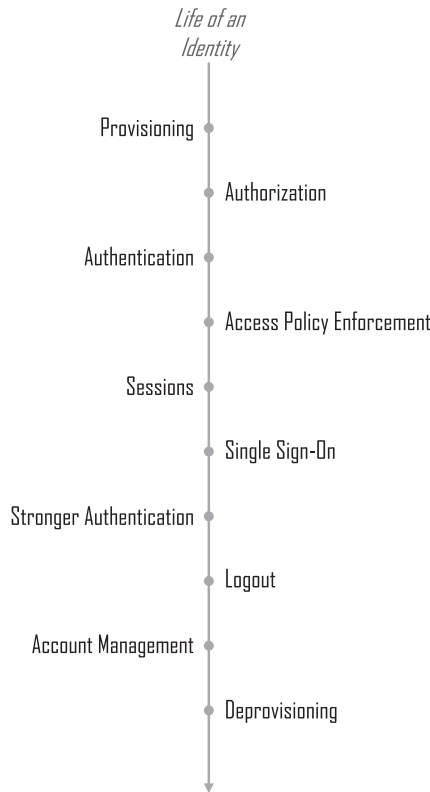 Life of an
Identity
Provisioning
Authorization
Authentication
Access Policy Enforcement
Sessions
Single Sign-On
Stronger Authentication
Logout
Account Management
Deprovisioning